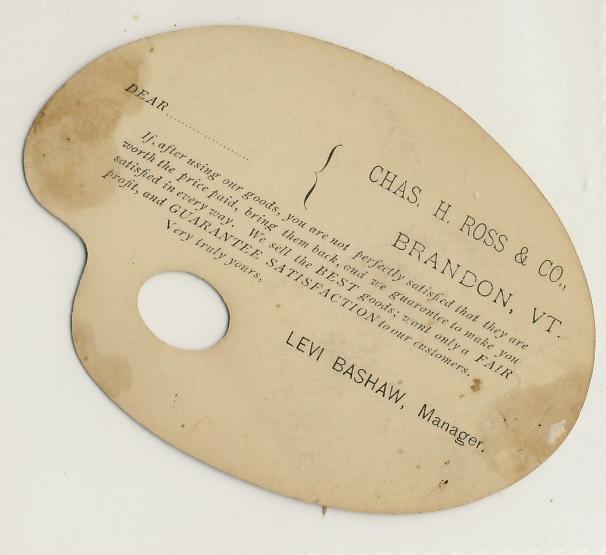 CHAS. H. ROSS & CO.,
BRANDON, VT.
DEAR
If, after using our goods, you are not perfectly satisfied that they are
worth the price paid, bring them back, and we guarantee to make you
satisfied in every way. We sell the BEST goods; want only a FAIR
profit, and GUARANTEE SATISFACTION to our customers.
Very truly yours,
LEVI BASHAW, Manager.